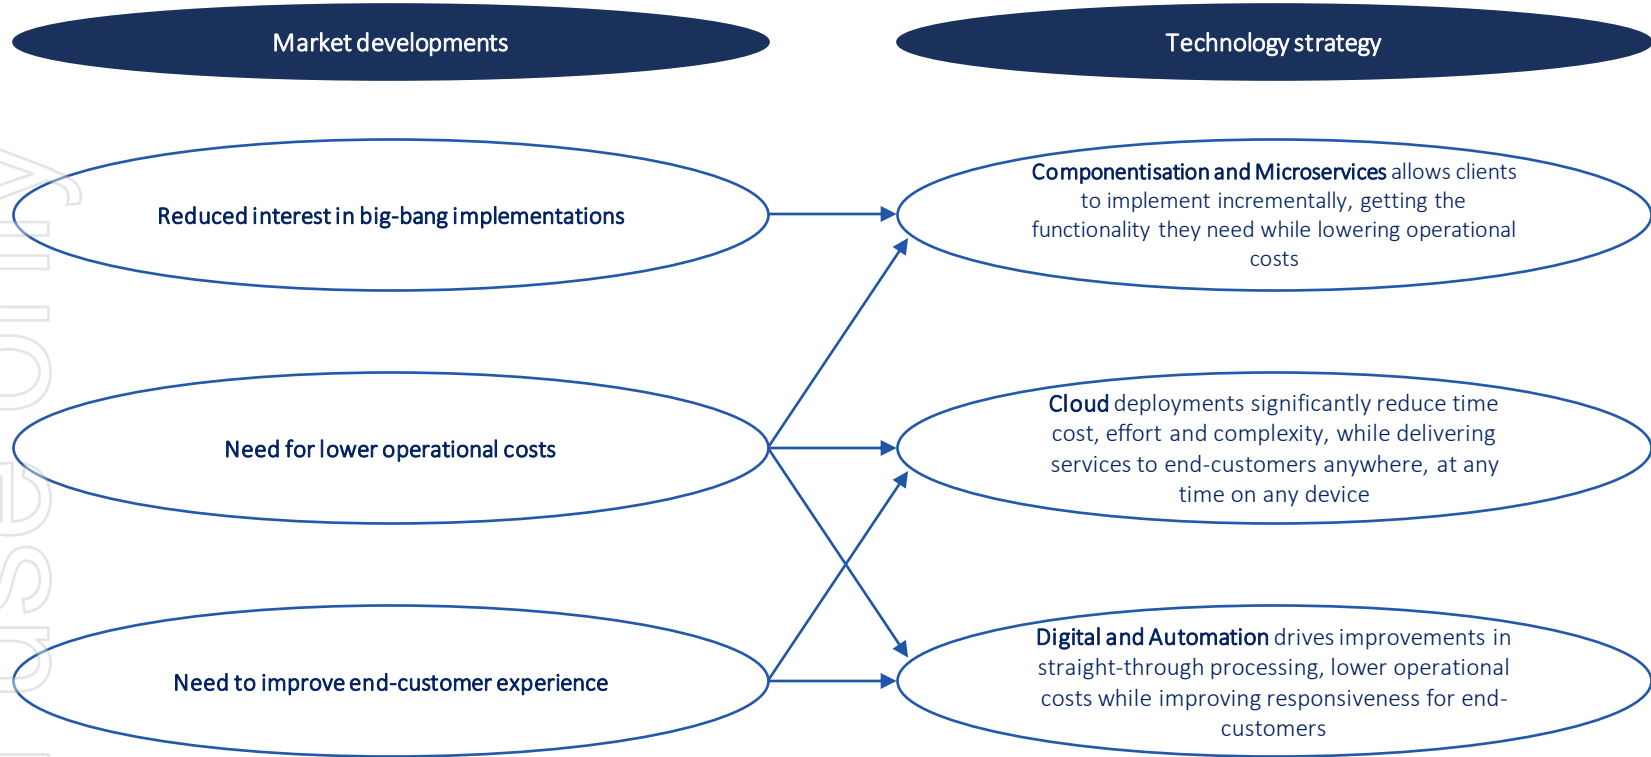 Market developments
Technology strategy
Reduced interest in big-bang implementations
Componentisation and Microservices allows clients
to implement incrementally, getting the
functionality they need while lowering operational
costs
Need for lower operational costs
Cloud deployments significantly reduce time
cost, effort and complexity, while delivering
services to end-customers anywhere, at any
time on any device
Need to improve end-customer experience
Digital and Automation drives improvements in
straight-through processing, lower operational
costs while improving responsiveness for end-
customers
use only